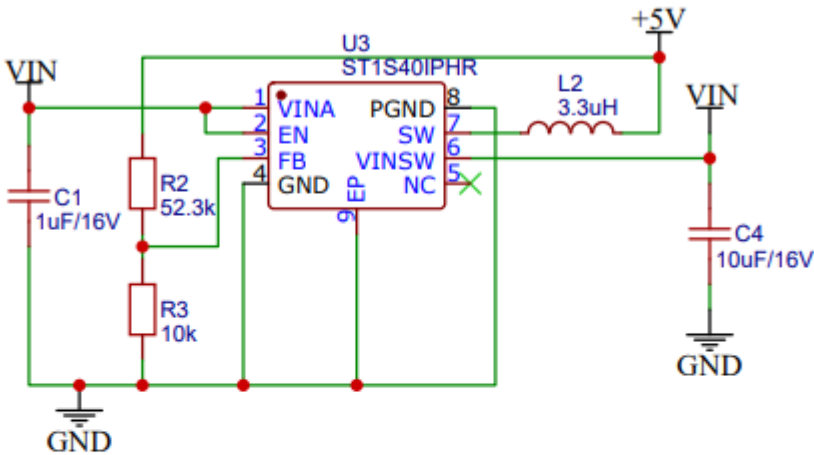 +5V
U3
ST1S40IPHR
VIN
1 VINA PGND 8
2 EN SW 7
3 FB VINSW 6
4 GND NC 5
EP
9
L2
3.3uH
VIN
R2
52.3k
C1
1uF/16V
C4
10uF/16V
R3
10k
GND
GND